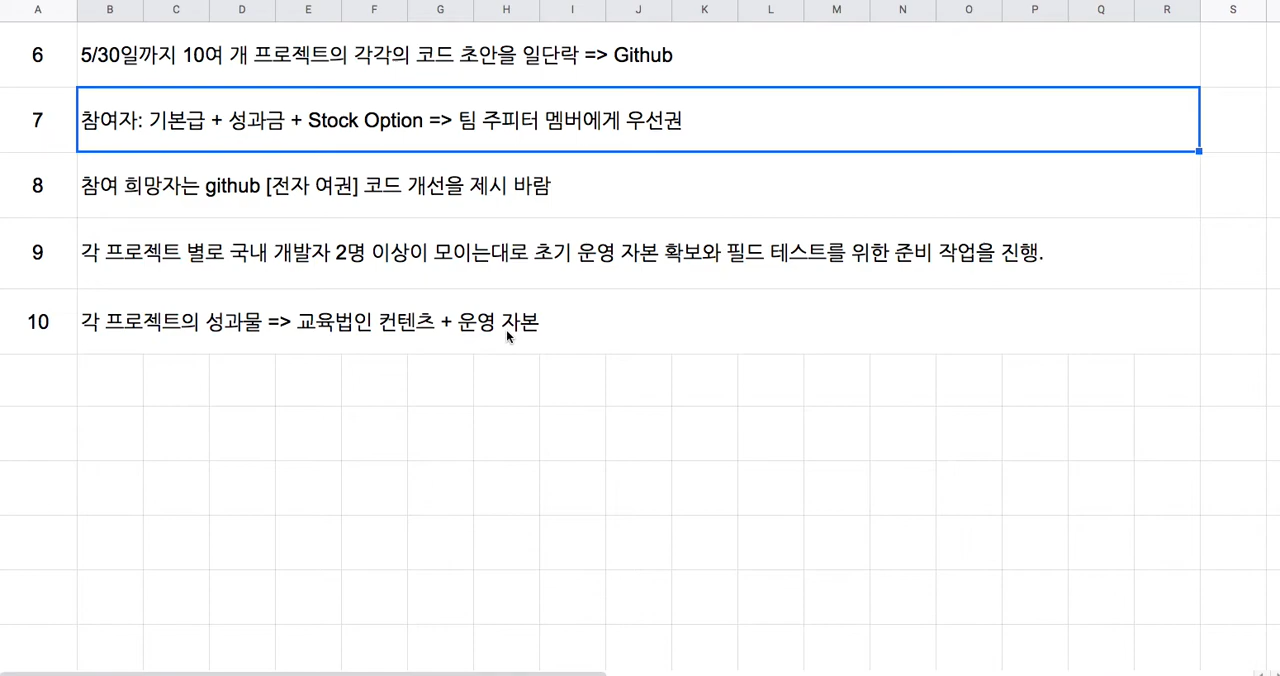 A B C D E F G H I J K L M N O P Q R S
6 5/30일까지 10여 개 프로젝트의 각각의 코드 초안을 일단락 => Github
7 참여자: 기본급 + 성과금 + Stock Option => 팀 주피터 멤버에게 우선권
8 참여 희망자는 github [전자 여권] 코드 개선을 제시 바람
9 각 프로젝트 별로 국내 개발자 2명 이상이 모이는대로 초기 운영 자본 확보와 필드 테스트를 위한 준비 작업을 진행.
10 각 프로젝트의 성과물 => 교육법인 컨텐츠 + 운영 자본